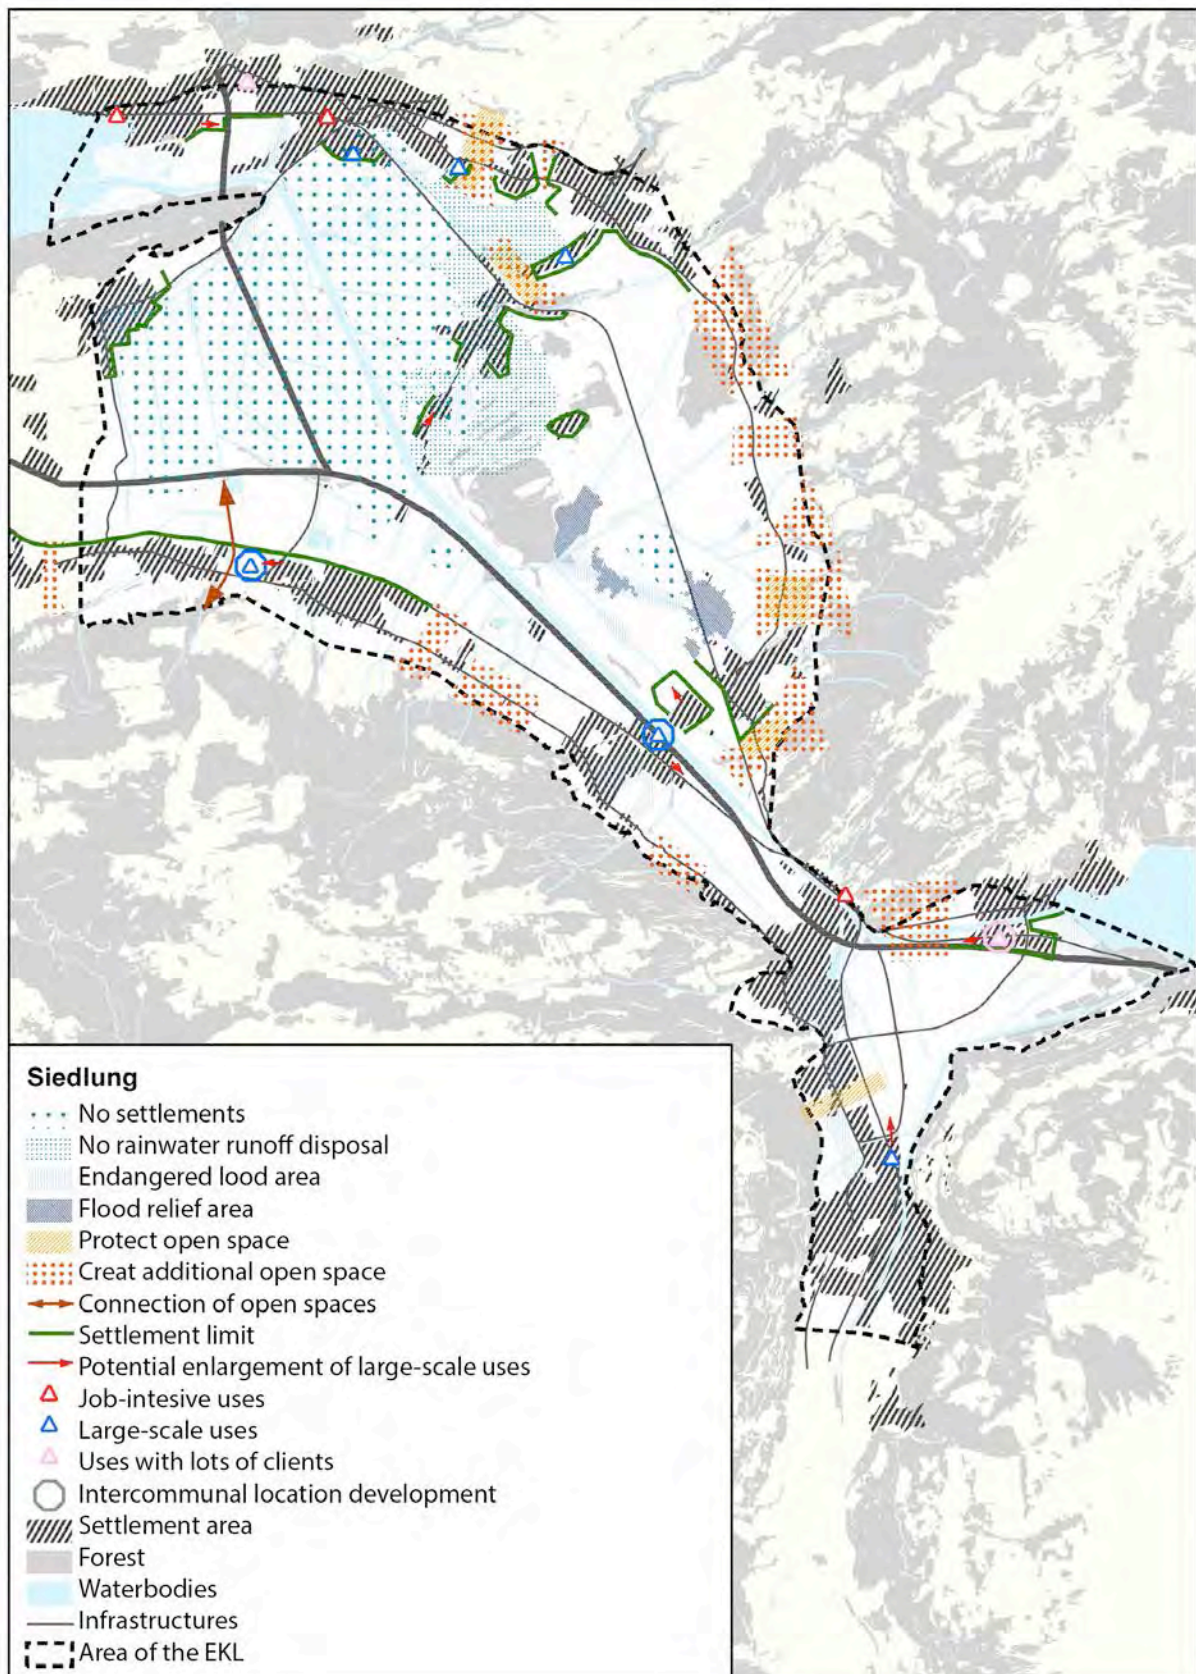 Siedlung
No settlements
No rainwater runoff disposal
Endangered lood area
Flood relief area
Protect open space
Creat additional open space
Connection of open spaces
Settlement limit
Potential enlargement of large-scale uses
Job-intesive uses
Large-scale uses
Uses with lots of clients
Intercommunal location development
Settlement area
Forest
Waterbodies
Infrastructures
Area of the EKL